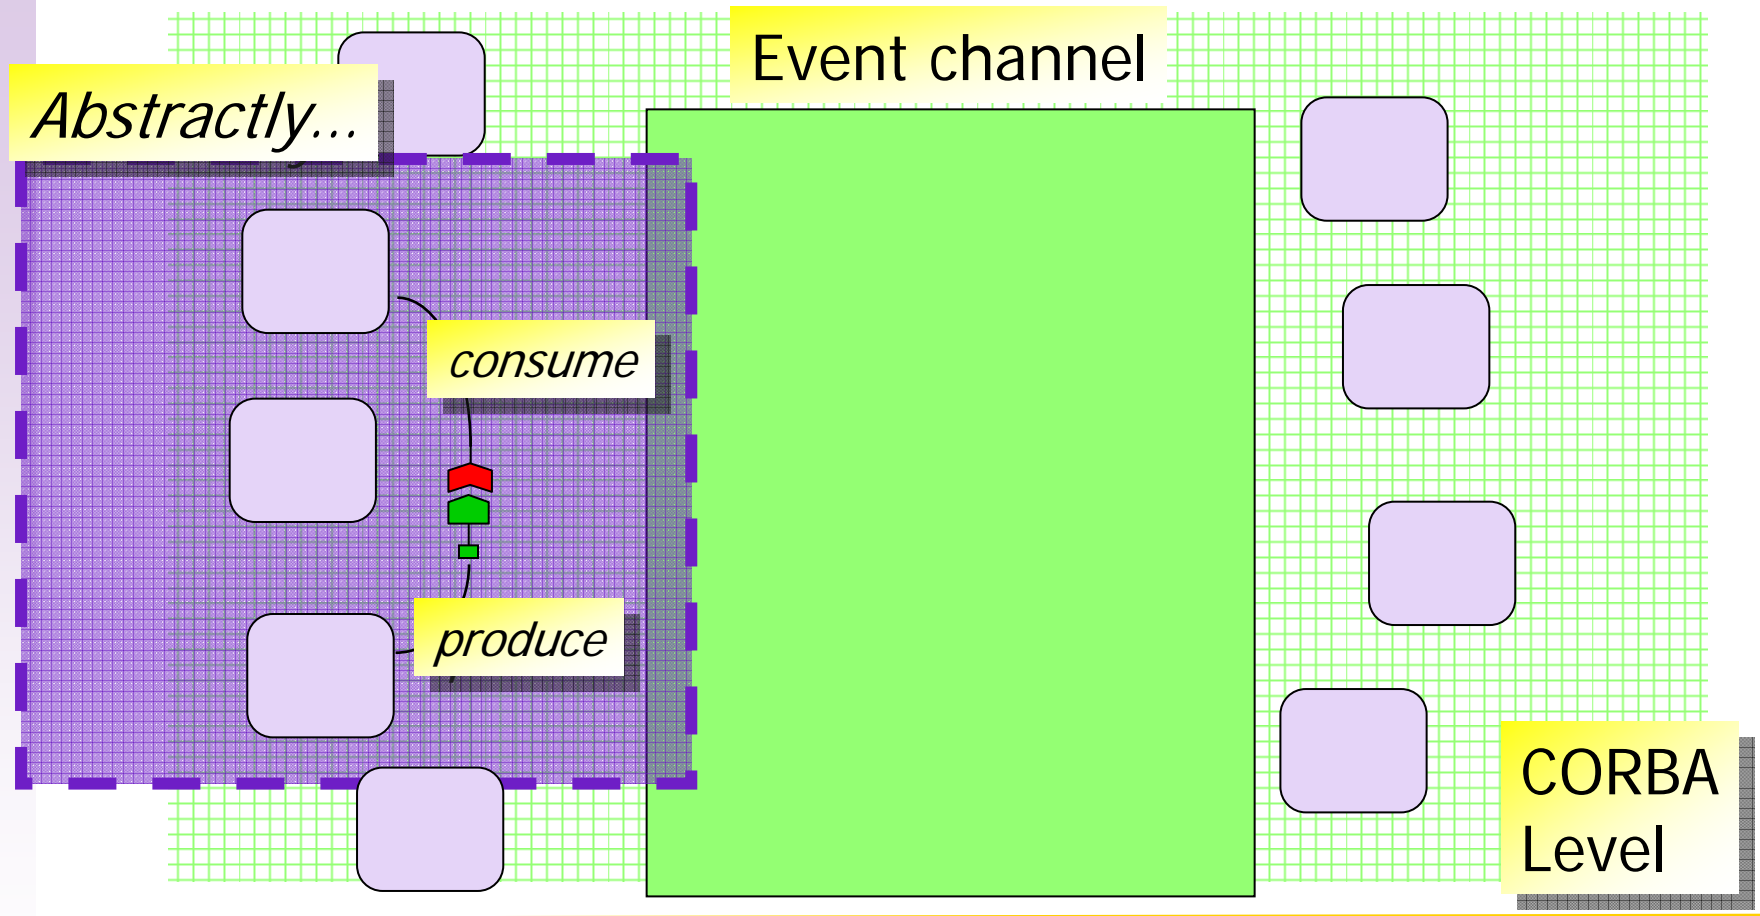 Event channel
Abstractly...
consume
produce
CORBA
Level